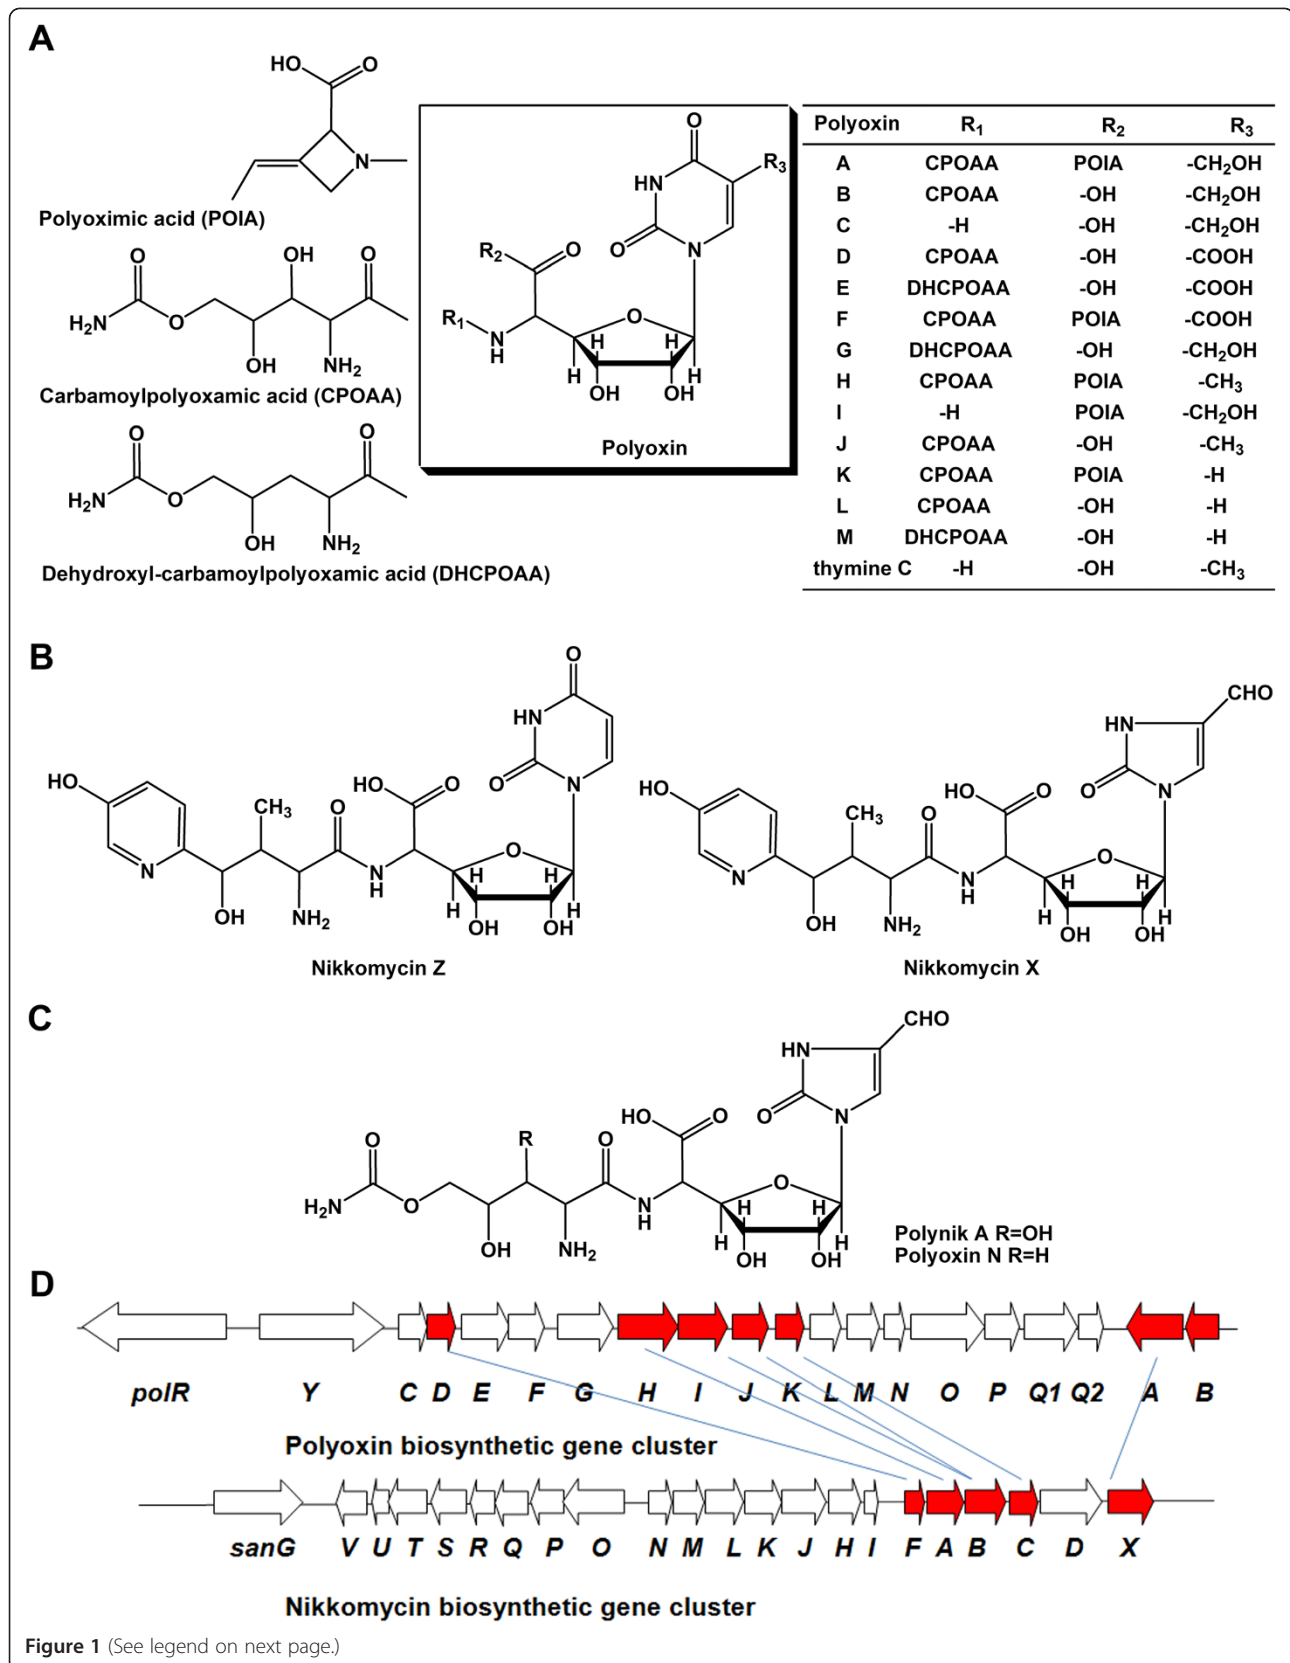 A
HO
O
N
Polyoximic acid (POIA)
O
OH
O
H₂N
O
OH
NH₂
Carbamoylpolyoxamic acid (CPOAA)
O
O
H₂N
O
OH
NH₂
Dehydroxyl-carbamoylpolyoxamic acid (DHCPOAA)
O
R₃
HN
O
N
R₂
O
O
R₁
N
H
H
H
H
H
OH
OH
Polyoxin
Polyoxin R₁ R₂ R₃
A CPOAA POIA -CH₂OH
B CPOAA -OH -CH₂OH
C -H -OH -CH₂OH
D CPOAA -OH -COOH
E DHCPOAA -OH -COOH
F CPOAA POIA -COOH
G DHCPOAA -OH -CH₂OH
H CPOAA POIA -CH₃
I -H POIA -CH₂OH
J CPOAA -OH -CH₃
K CPOAA POIA -H
L CPOAA -OH -H
M DHCPOAA -OH -H
thymine C -H -OH -CH₃
B
O
HN
O
N
HO
CH₃
O
HO
O
N
OH
NH₂
N
H
O
H
H
H
H
OH
OH
Nikkomycin Z
CHO
HN
O
N
HO
CH₃
O
HO
O
N
OH
NH₂
N
H
O
H
H
H
H
OH
OH
Nikkomycin X
C
CHO
HN
O
N
HO
O
O
R
O
H₂N
O
OH
NH₂
N
H
O
H
H
H
H
OH
OH
Polynik A R=OH
Polyoxin N R=H
D
polR Y C D E F G H I J K L M N O P Q1 Q2 A B
Polyoxin biosynthetic gene cluster
sanG V U T S R Q P O N M L K J H I F A B C D X
Nikkomycin biosynthetic gene cluster
Figure 1 (See legend on next page.)